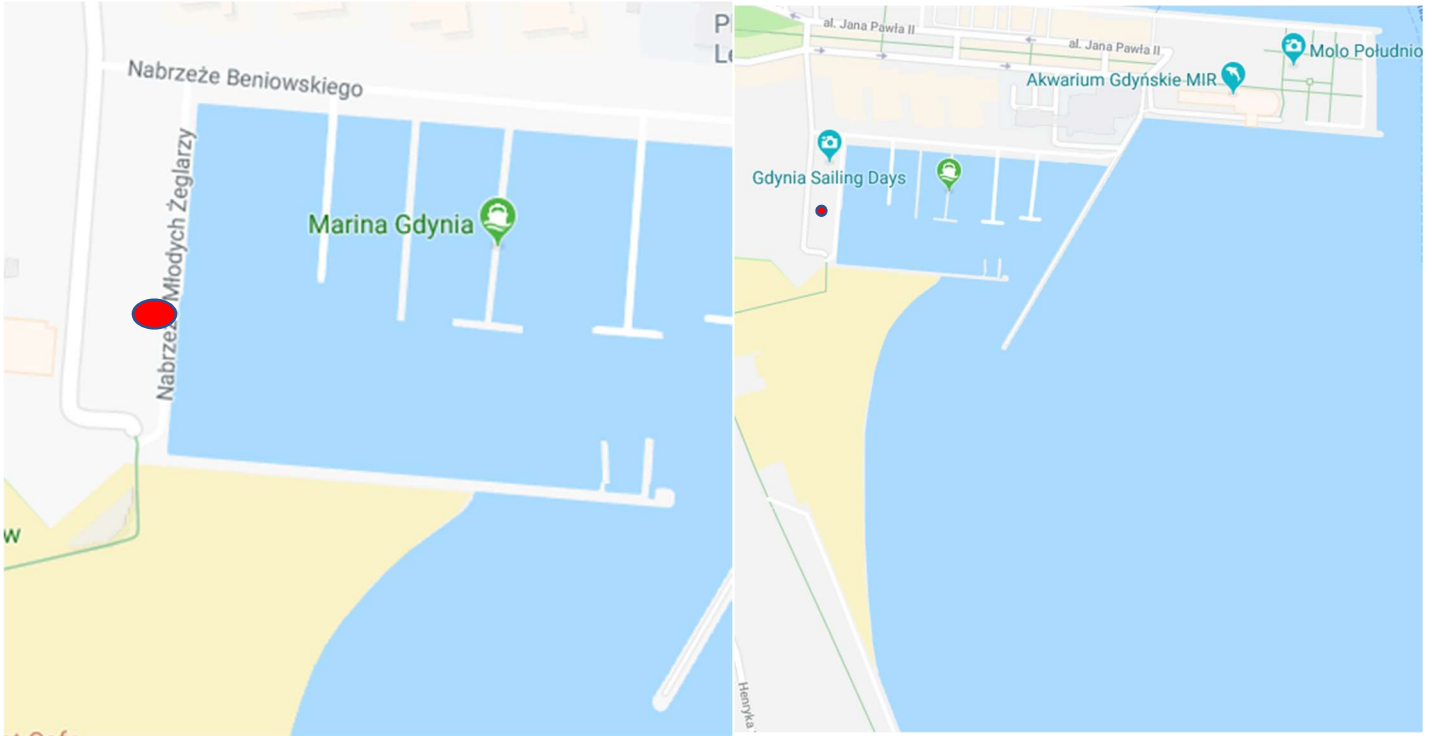 Nabrzeże Beniowskiego
Nabrzeże Młodych Żeglarzy
Marina Gdynia
w
al. Jana Pawła II
al. Jana Pawła II
Molo Południo
Akwarium Gdyńskie MIR
Gdynia Sailing Days
Henryka